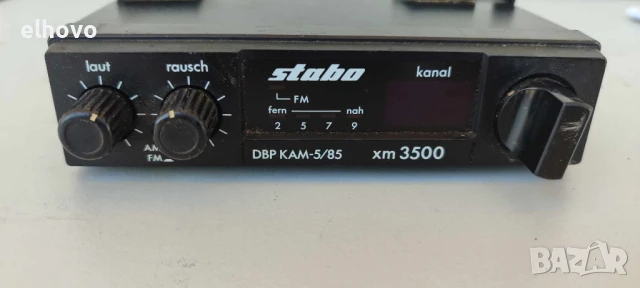 elhovo
laut
rausch
AM
FM
stabo
FM
fern
nah
2 5 7 9
DBP KAM-5/85
xm 3500
kanal
BAZAR